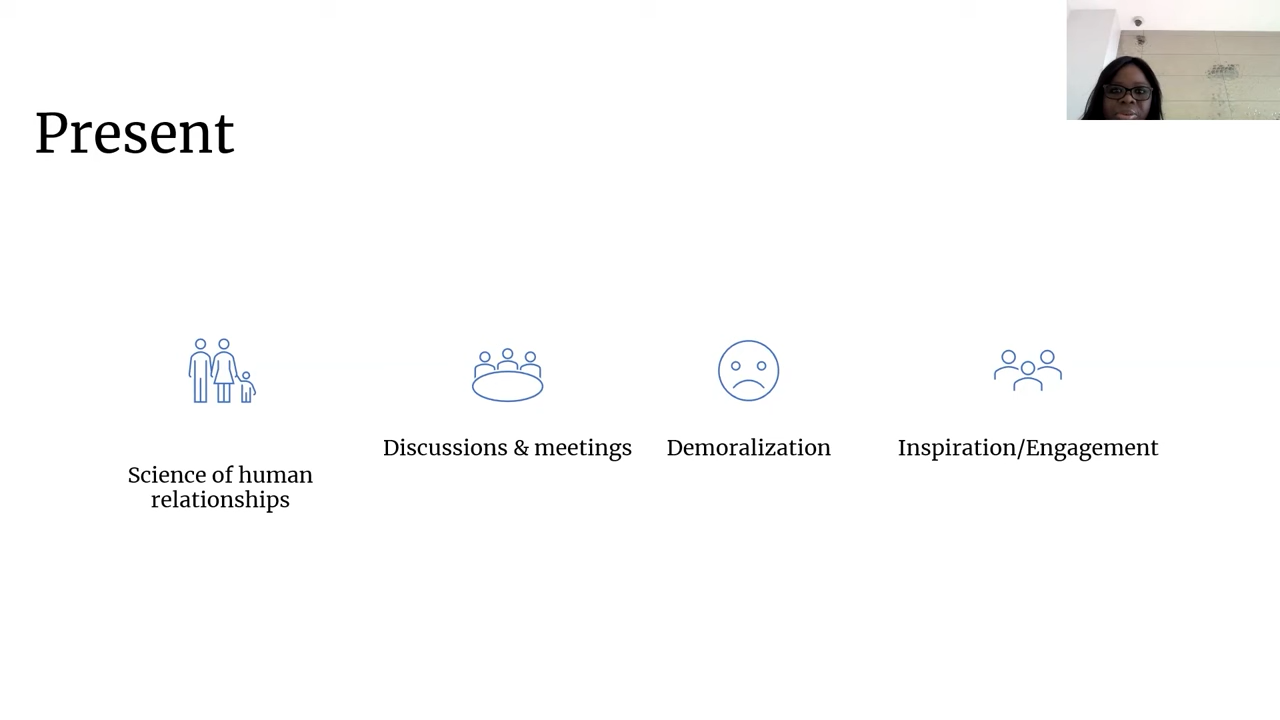 Present
Science of human
relationships
Discussions & meetings
Demoralization
Inspiration/Engagement